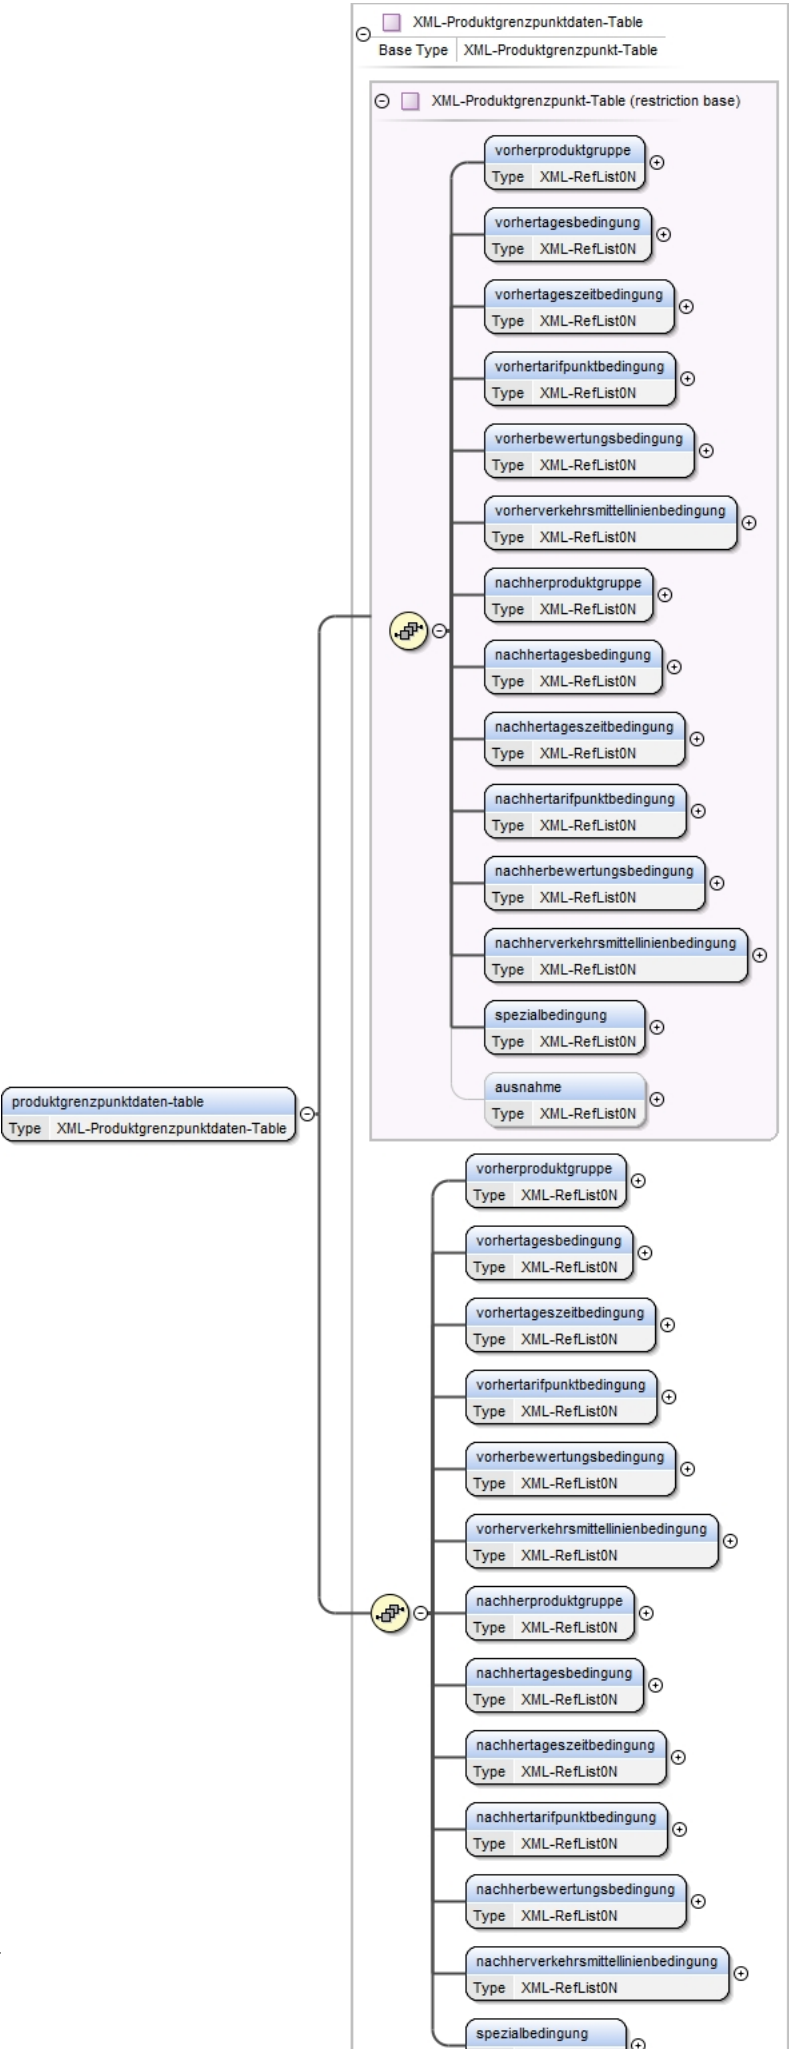 XML-Produktgrenzpunktdaten-Table
Base Type XML-Produktgrenzpunkt-Table
XML-Produktgrenzpunkt-Table (restriction base)
vorherproduktgruppe
Type XML-RefList0N
vorhertagesbedingung
Type XML-RefList0N
vorhertageszeitbedingung
Type XML-RefList0N
vorhertarifpunktbedingung
Type XML-RefList0N
vorherbewertungsbedingung
Type XML-RefList0N
vorherverkehrsmittellinienbedingung
Type XML-RefList0N
nachherproduktgruppe
Type XML-RefList0N
nachhertagesbedingung
Type XML-RefList0N
nachhertageszeitbedingung
Type XML-RefList0N
nachhertarifpunktbedingung
Type XML-RefList0N
nachherbewertungsbedingung
Type XML-RefList0N
nachherverkehrsmittellinienbedingung
Type XML-RefList0N
spezialbedingung
Type XML-RefList0N
ausnahme
Type XML-RefList0N
produktgrenzpunktdaten-table
Type XML-Produktgrenzpunktdaten-Table
vorherproduktgruppe
Type XML-RefList0N
vorhertagesbedingung
Type XML-RefList0N
vorhertageszeitbedingung
Type XML-RefList0N
vorhertarifpunktbedingung
Type XML-RefList0N
vorherbewertungsbedingung
Type XML-RefList0N
vorherverkehrsmittellinienbedingung
Type XML-RefList0N
nachherproduktgruppe
Type XML-RefList0N
nachhertagesbedingung
Type XML-RefList0N
nachhertageszeitbedingung
Type XML-RefList0N
nachhertarifpunktbedingung
Type XML-RefList0N
nachherbewertungsbedingung
Type XML-RefList0N
nachherverkehrsmittellinienbedingung
Type XML-RefList0N
spezialbedingung